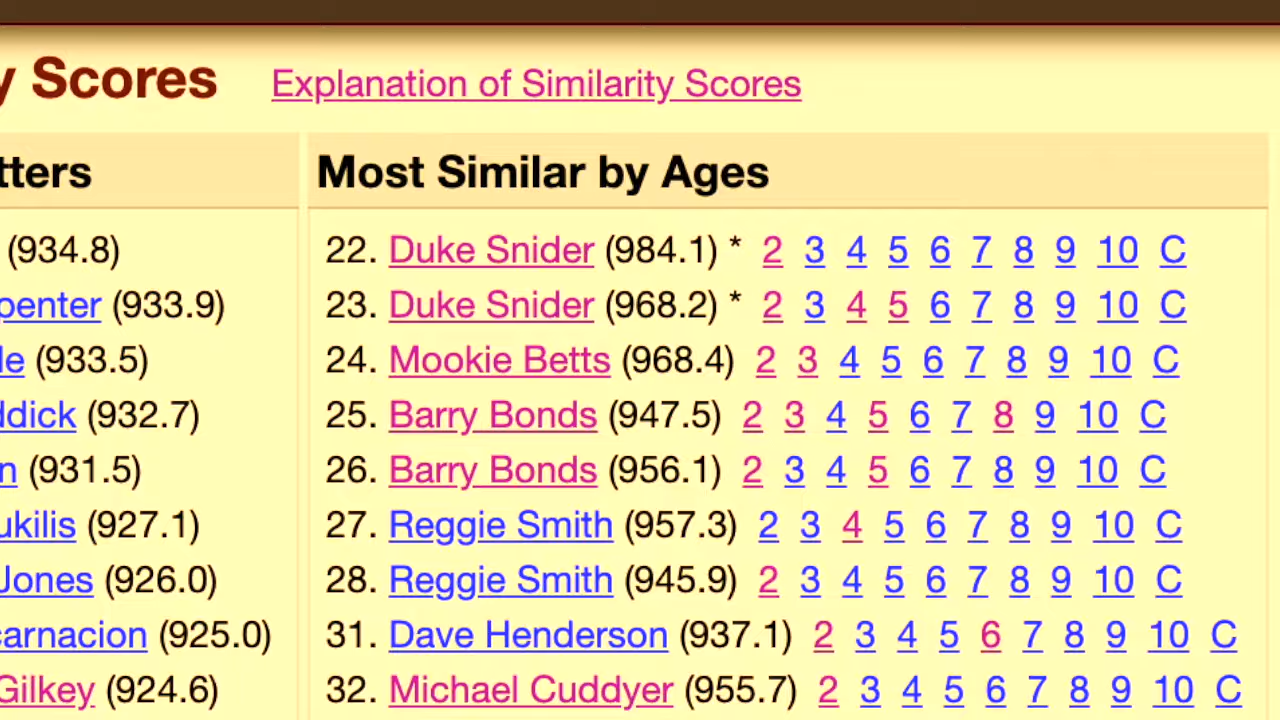 y Scores Explanation of Similarity Scores
tters Most Similar by Ages
(934.8) 22. Duke Snider (984.1) * 2 3 4 5 6 7 8 9 10 C
penter (933.9) 23. Duke Snider (968.2) * 2 3 4 5 6 7 8 9 10 C
le (933.5) 24. Mookie Betts (968.4) 2 3 4 5 6 7 8 9 10 C
ddick (932.7) 25. Barry Bonds (947.5) 2 3 4 5 6 7 8 9 10 C
n (931.5) 26. Barry Bonds (956.1) 2 3 4 5 6 7 8 9 10 C
ukilis (927.1) 27. Reggie Smith (957.3) 2 3 4 5 6 7 8 9 10 C
Jones (926.0) 28. Reggie Smith (945.9) 2 3 4 5 6 7 8 9 10 C
carnacion (925.0) 31. Dave Henderson (937.1) 2 3 4 5 6 7 8 9 10 C
Gilkey (924.6) 32. Michael Cuddyer (955.7) 2 3 4 5 6 7 8 9 10 C